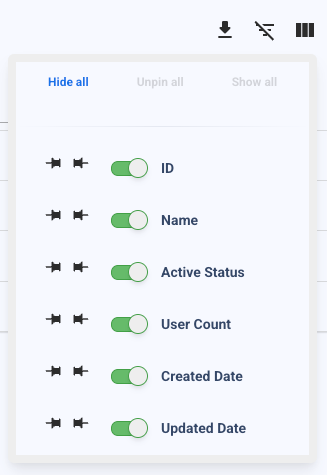 Hide all Unpin all Show all
ID
Name
Active Status
User Count
Created Date
Updated Date